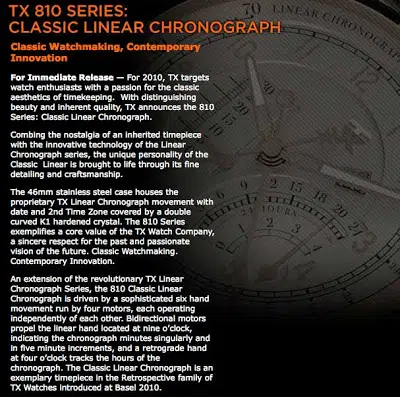 TX 810 SERIES:
CLASSIC LINEAR CHRONOGRAPH
Classic Watchmaking, Contemporary
Innovation
For Immediate Release — For 2010, TX targets
watch enthusiasts with a passion for the classic
aesthetics of timekeeping. With distinguishing
beauty and inherent quality, TX announces the 810
Series: Classic Linear Chronograph.
Combing the nostalgia of an inherited timepiece
with the innovative technology of the Linear
Chronograph series, the unique personality of the
Classic Linear is brought to life through its fine
detailing and craftsmanship.
The 46mm stainless steel case houses the
proprietary TX Linear Chronograph movement with
date and 2nd Time Zone covered by a double
curved K1 hardened crystal. The 810 Series
exemplifies a core value of the TX Watch Company,
a sincere respect for the past and passionate
vision of the future. Classic Watchmaking.
Contemporary Innovation.
An extension of the revolutionary TX Linear
Chronograph Series, the 810 Classic Linear
Chronograph is driven by a sophisticated six hand
movement run by four motors, each operating
independently of each other. Bidirectional motors
propel the linear hand located at nine o'clock,
indicating the chronograph minutes singularly and
in five minute increments, and a retrograde hand
at four o'clock tracks the hours of the
chronograph. The Classic Linear Chronograph is an
exemplary timepiece in the Retrospective family of
TX Watches introduced at Basel 2010.
70 LINEAR CHRONOGRAPH
24 HOURS